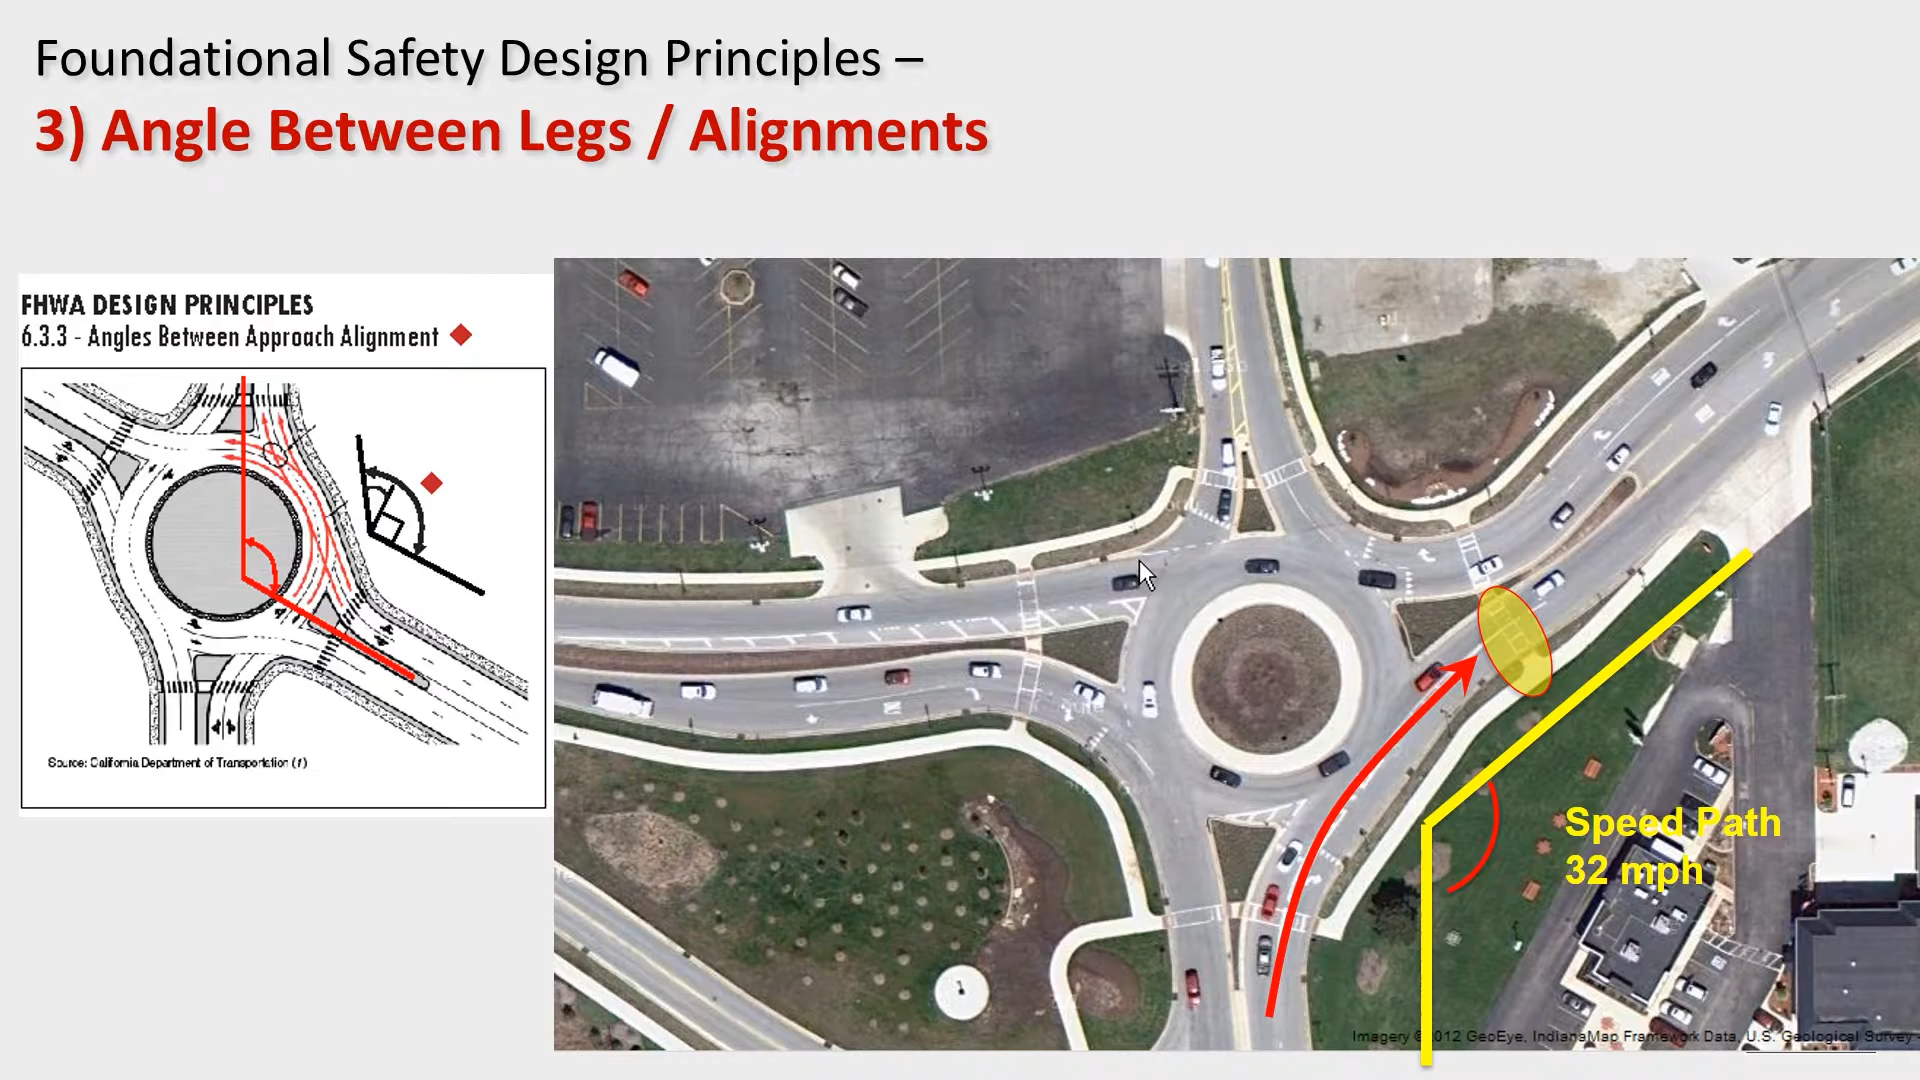 Foundational Safety Design Principles –
3) Angle Between Legs / Alignments
FHWA DESIGN PRINCIPLES
6.3.3 - Angles Between Approach Alignment
Source: California Department of Transportation (1)
Speed Path
32 mph
Imagery ©2012 GeoEye, IndianaMap Framework Data, U.S. Geological Survey -